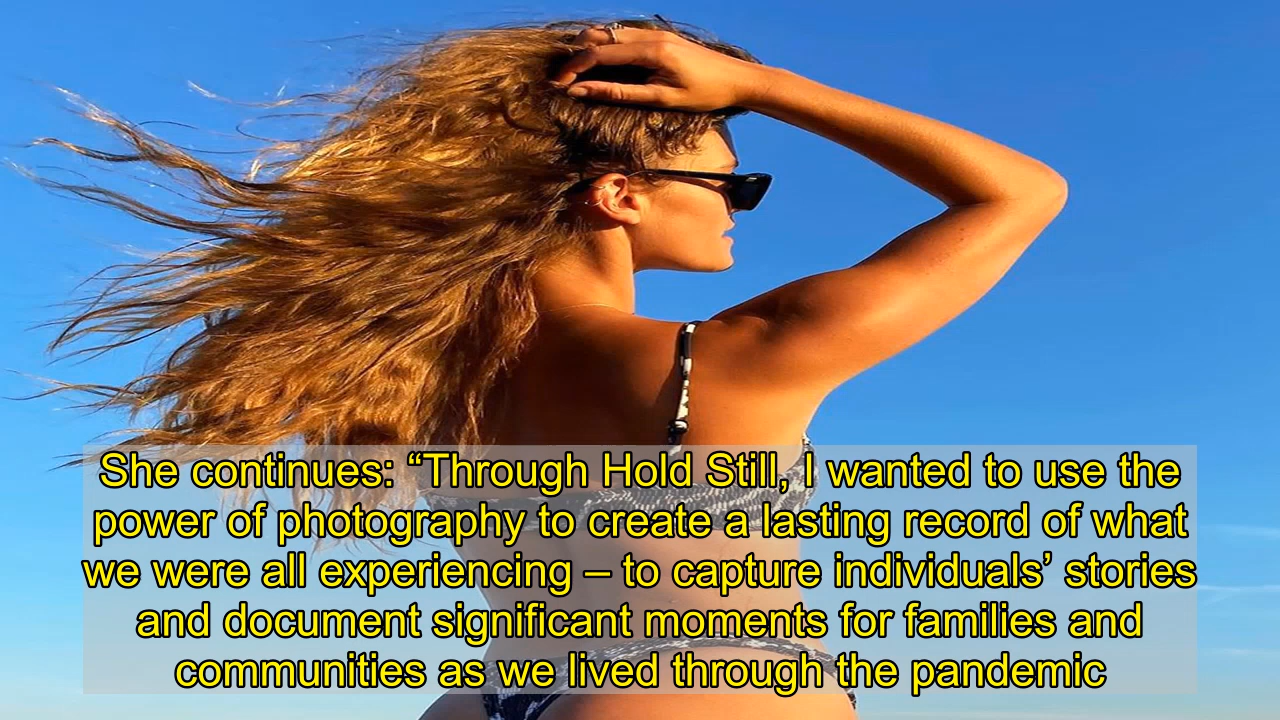 She continues: “Through Hold Still, I wanted to use the
power of photography to create a lasting record of what
we were all experiencing – to capture individuals’ stories
and document significant moments for families and
communities as we lived through the pandemic